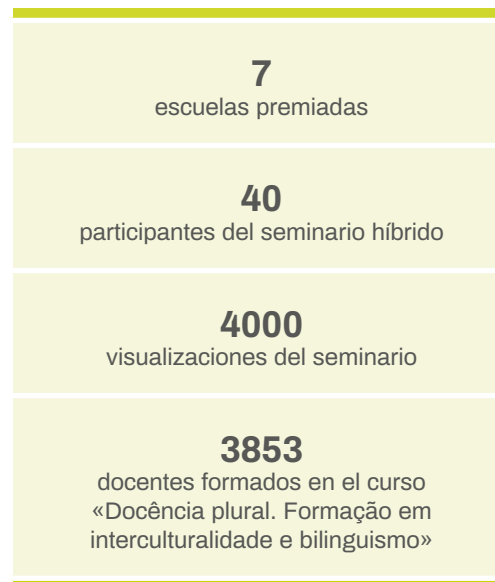 7
escuelas premiadas
40
participantes del seminario híbrido
4000
visualizaciones del seminario
3853
docentes formados en el curso
«Docência plural. Formação em
interculturalidade e bilinguismo»